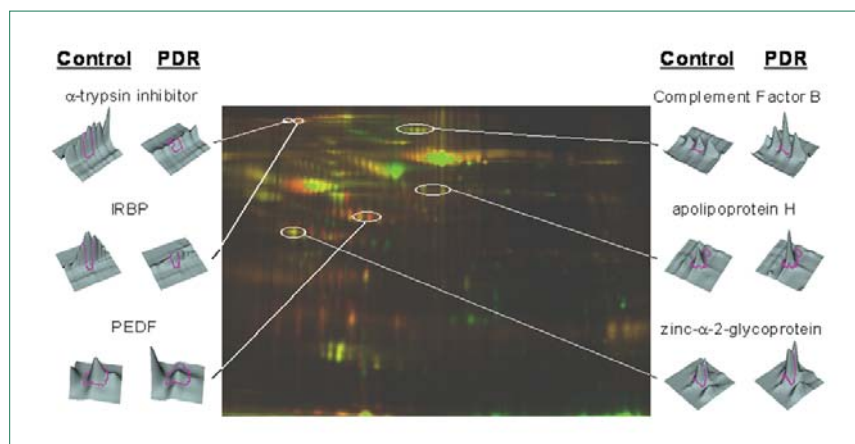 Control PDR
α-trypsin inhibitor
IRBP
PEDF
Control PDR
Complement Factor B
apolipoprotein H
zinc-α-2-glycoprotein